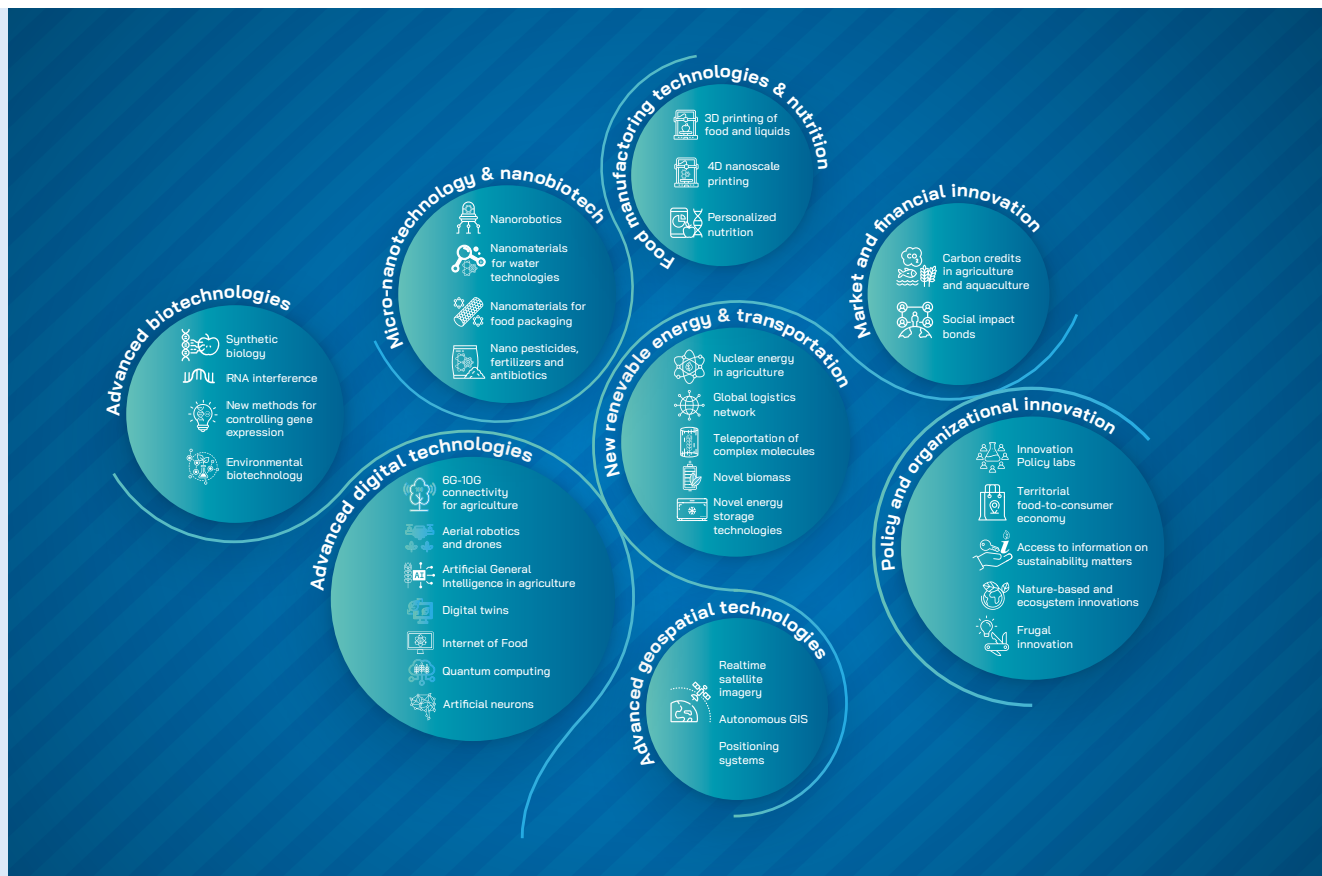 Advanced biotechnologies
Synthetic
biology
RNA interference
New methods for
controlling gene
expression
Environmental
biotechnology
Micro-nanotechnology & nanobiotech
Nanorobotics
Nanomaterials
for water
technologies
Nanomaterials for
food packaging
Nano pesticides,
fertilizers and
antibiotics
Food manufactoring technologies & nutrition
3D printing of
food and liquids
4D nanoscale
printing
Personalized
nutrition
Market and financial innovation
CO2
Carbon credits
in agriculture
and aquaculture
Social impact
bonds
Advanced digital technologies
6G-10G
connectivity
for agriculture
Aerial robotics
and drones
AI
Artificial General
Intelligence in agriculture
Digital twins
Internet of Food
Quantum computing
Artificial neurons
New renevable energy & transportation
Nuclear energy
in agriculture
Global logistics
network
Teleportation of
complex molecules
Novel biomass
Novel energy
storage
technologies
Policy and organizational innovation
Innovation
Policy labs
Territorial
food-to-consumer
economy
Access to information on
sustainability matters
Nature-based and
ecosystem innovations
Frugal
innovation
Advanced geospatial technologies
Realtime
satellite
imagery
Autonomous GIS
Positioning
systems